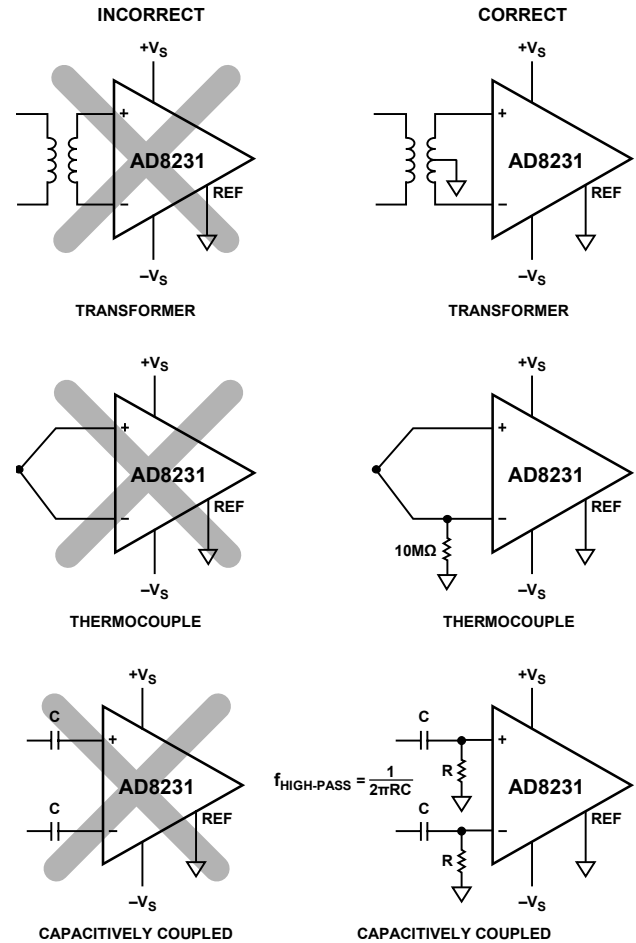 INCORRECT
+VS
+
AD8231
–
REF
–VS
TRANSFORMER
CORRECT
+VS
+
AD8231
–
REF
–VS
TRANSFORMER
+VS
+
AD8231
–
REF
–VS
THERMOCOUPLE
+VS
+
AD8231
–
REF
10MΩ
–VS
THERMOCOUPLE
+VS
C
+
AD8231
C
–
REF
–VS
CAPACITIVELY COUPLED
fHIGH-PASS = 1
2πRC
+VS
C
+
R
AD8231
C
–
REF
R
–VS
CAPACITIVELY COUPLED